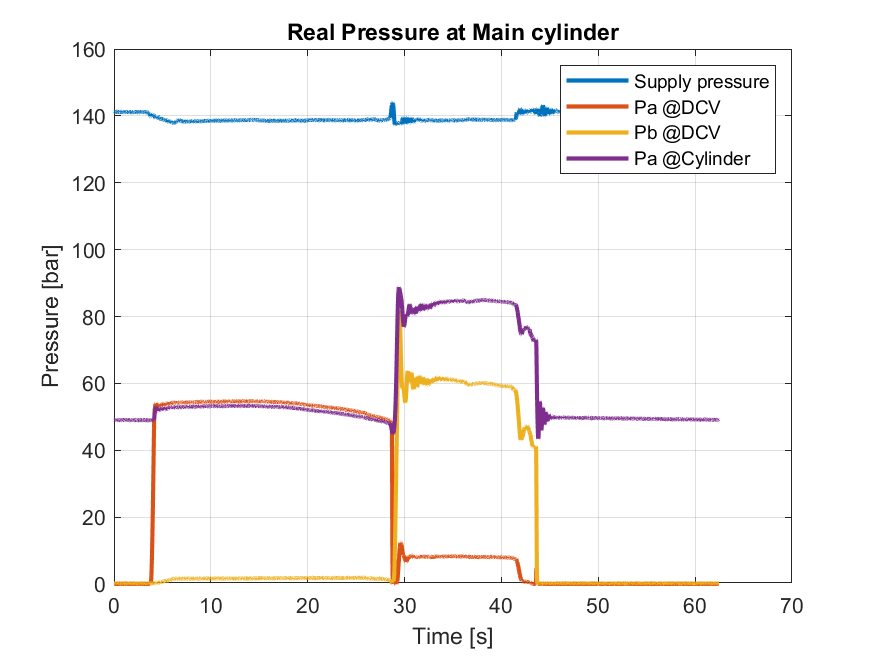 Real Pressure at Main cylinder
160
140
120
100
80
60
40
20
0
Pressure [bar]
Supply pressure
Pa @DCV
Pb @DCV
Pa @Cylinder
0 10 20 30 40 50 60 70
Time [s]